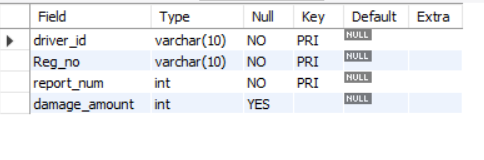 Field Type Null Key Default Extra
driver_id varchar(10) NO PRI NULL
Reg_no varchar(10) NO PRI NULL
report_num int NO PRI NULL
damage_amount int YES NULL